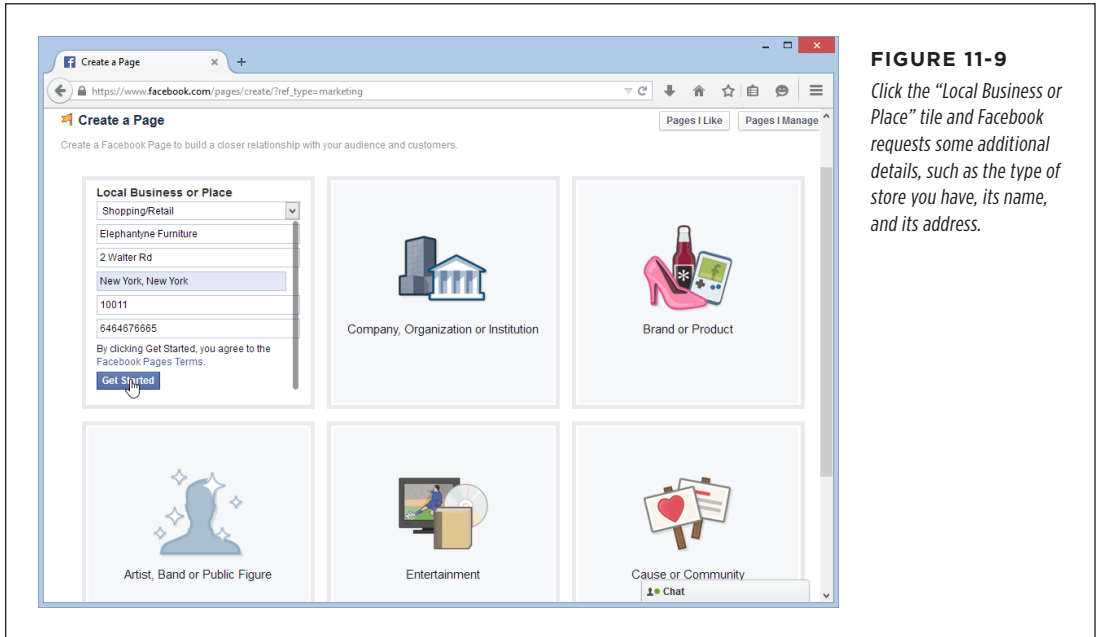 Create a Page
https://www.facebook.com/pages/create/?ref_type=marketing
Create a Page
Pages I Like
Pages I Manage
Create a Facebook Page to build a closer relationship with your audience and customers.
Local Business or Place
Shopping/Retail
Elephantyne Furniture
2 Walter Rd
New York, New York
10011
6464676665
By clicking Get Started, you agree to the
Facebook Pages Terms.
Get Started
Company, Organization or Institution
Brand or Product
Artist, Band or Public Figure
Entertainment
Cause or Community
Chat
FIGURE 11-9
Click the “Local Business or
Place” tile and Facebook
requests some additional
details, such as the type of
store you have, its name,
and its address.